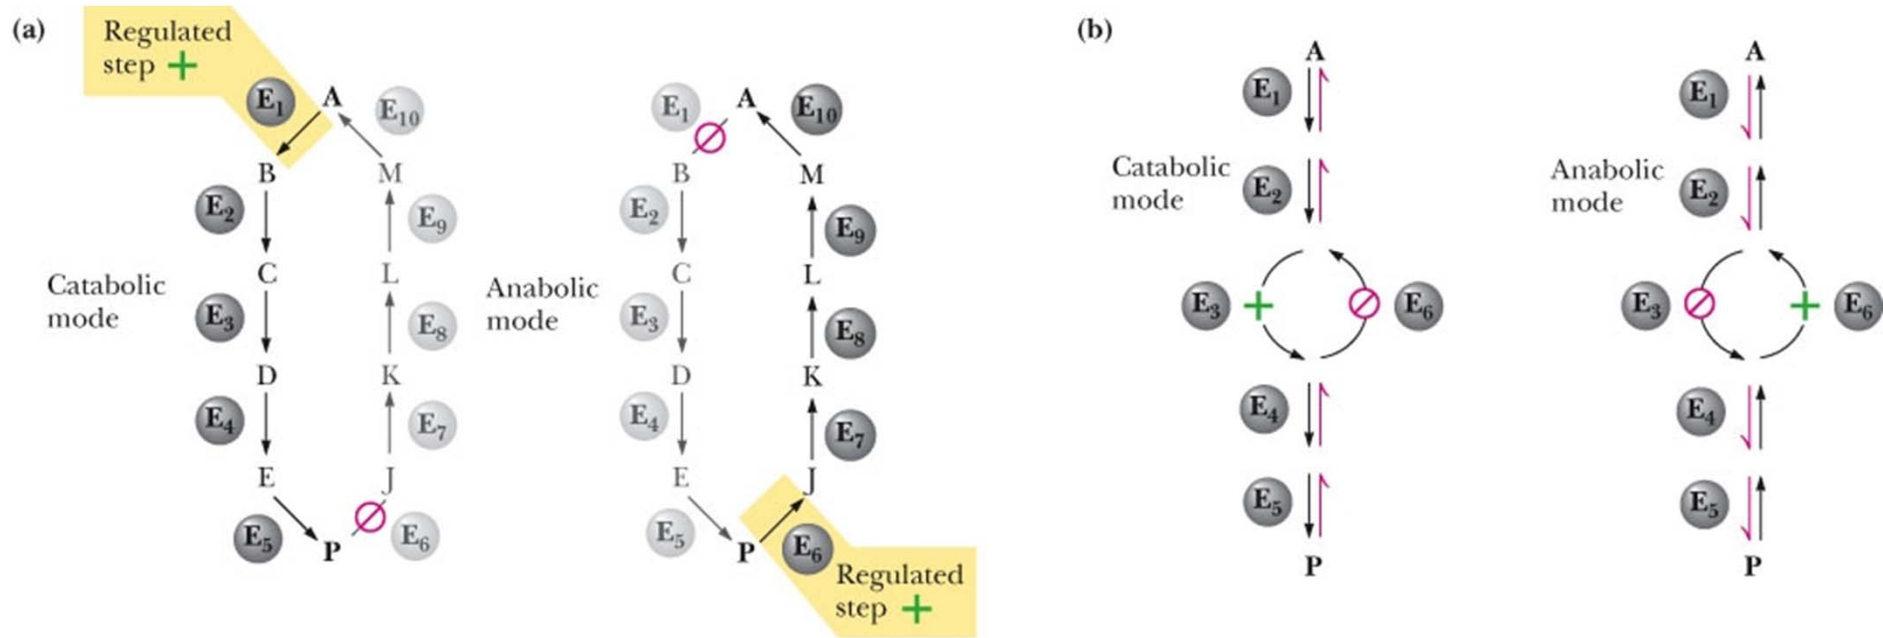 (a)
Regulated
step +
E1
A
E10
B
M
E2
E9
C
L
Catabolic
mode
E3
E8
D
K
E4
E7
E
J
E5
P
E6
E1
A
E10
B
M
E2
E9
C
L
Anabolic
mode
E3
E8
D
K
E4
E7
E
J
E5
P
E6
Regulated
step +
(b)
A
E1
Catabolic
mode
E2
E3
+
E6
E4
E5
P
A
E1
Anabolic
mode
E2
E3
+
E6
E4
E5
P